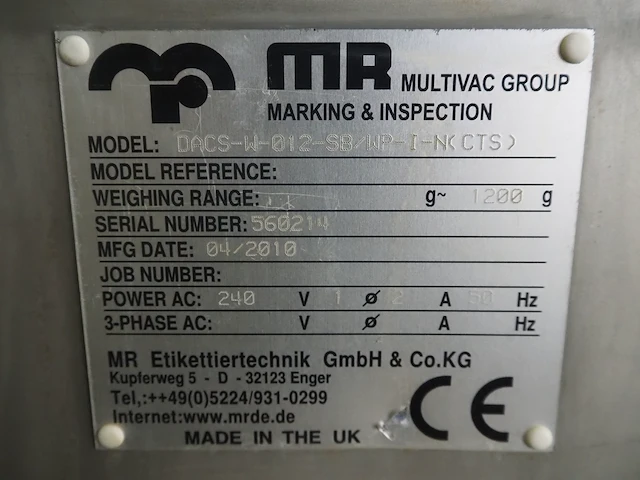 mr MR MULTIVAC GROUP
MARKING & INSPECTION
MODEL: DACS-W-012-SB/WP-I-N(CTS)
MODEL REFERENCE:
WEIGHING RANGE: g~ 1200 g
SERIAL NUMBER: 560214
MFG DATE: 04/2010
JOB NUMBER:
POWER AC: 240 V 1 ø 2 A 50 Hz
3-PHASE AC: V ø A Hz
MR Etikettiertechnik GmbH & Co.KG
Kupferweg 5 - D - 32123 Enger
Tel,:++49(0)5224/931-0299
Internet:www.mrde.de
MADE IN THE UK CE